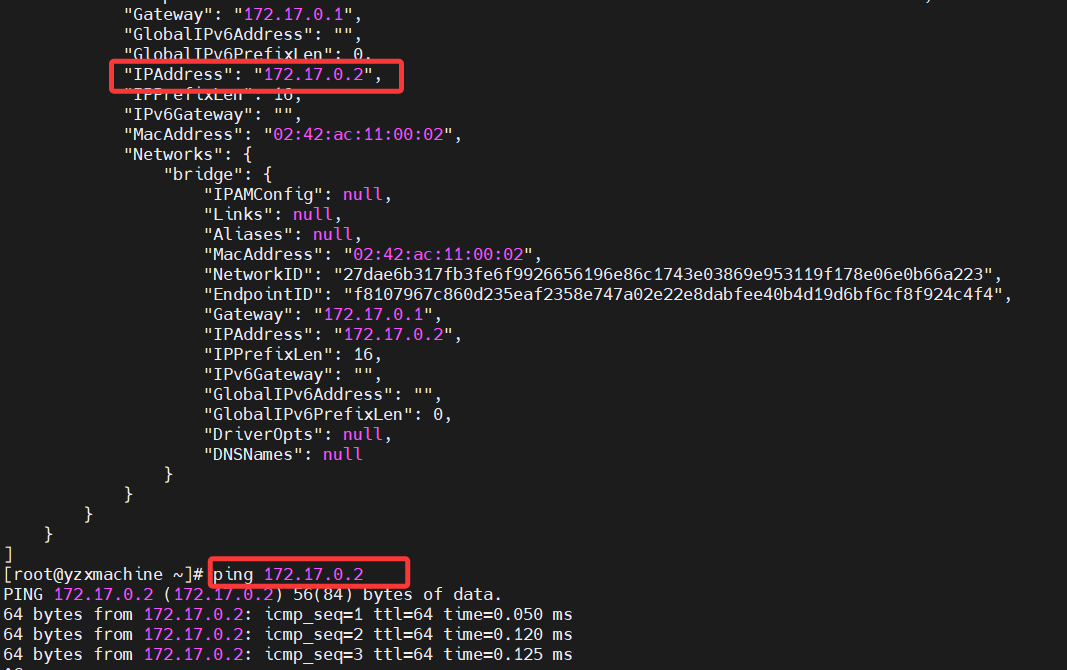 "Gateway": "172.17.0.1",
"GlobalIPv6Address": "",
"GlobalIPv6PrefixLen": 0,
"IPAddress": "172.17.0.2",
"IPPrefixLen": 16,
"IPv6Gateway": "",
"MacAddress": "02:42:ac:11:00:02",
"Networks": {
"bridge": {
"IPAMConfig": null,
"Links": null,
"Aliases": null,
"MacAddress": "02:42:ac:11:00:02",
"NetworkID": "27dae6b317fb3fe6f9926656196e86c1743e03869e953119f178e06e0b66a223",
"EndpointID": "f8107967c860d235eaf2358e747a02e22e8dabfee40b4d19d6bf6cf8f924c4f4",
"Gateway": "172.17.0.1",
"IPAddress": "172.17.0.2",
"IPPrefixLen": 16,
"IPv6Gateway": "",
"GlobalIPv6Address": "",
"GlobalIPv6PrefixLen": 0,
"DriverOpts": null,
"DNSNames": null
}
}
}
}
]
[root@yzxmachine ~]# ping 172.17.0.2
PING 172.17.0.2 (172.17.0.2) 56(84) bytes of data.
64 bytes from 172.17.0.2: icmp_seq=1 ttl=64 time=0.050 ms
64 bytes from 172.17.0.2: icmp_seq=2 ttl=64 time=0.120 ms
64 bytes from 172.17.0.2: icmp_seq=3 ttl=64 time=0.125 ms